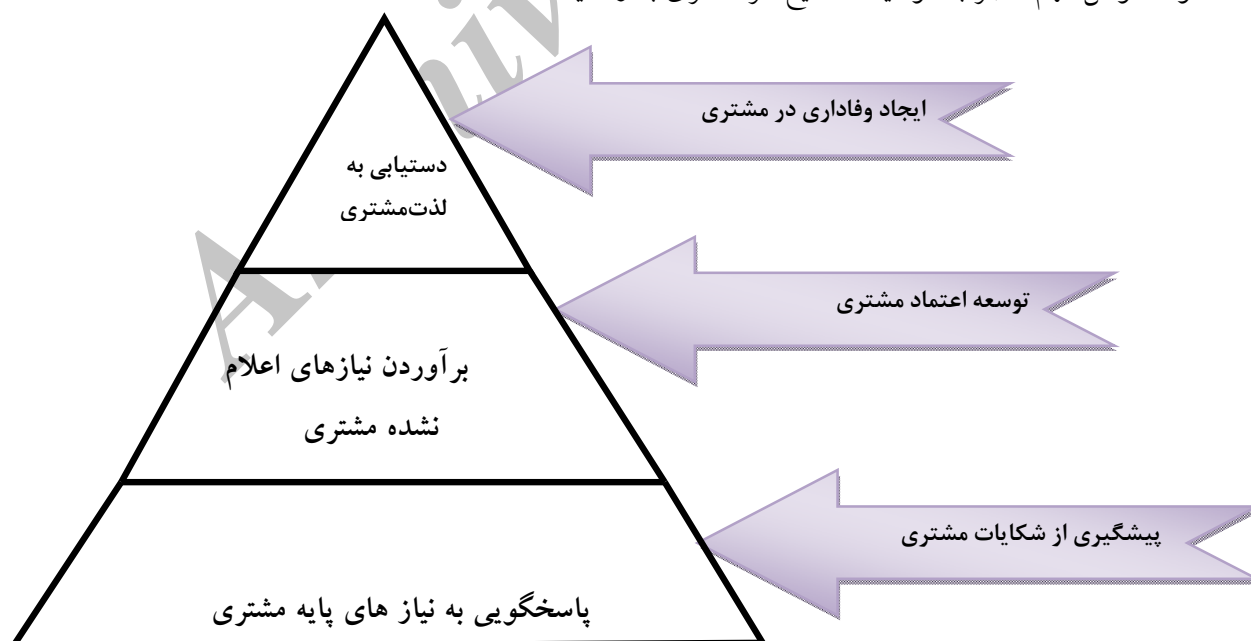 ایجاد وفاداری در مشتری
دستیابی به
لذت‌مشتری
توسعه اعتماد مشتری
برآوردن نیازهای اعلام
نشده مشتری
پیشگیری از شکایات مشتری
پاسخگویی به نیاز های پایه مشتری